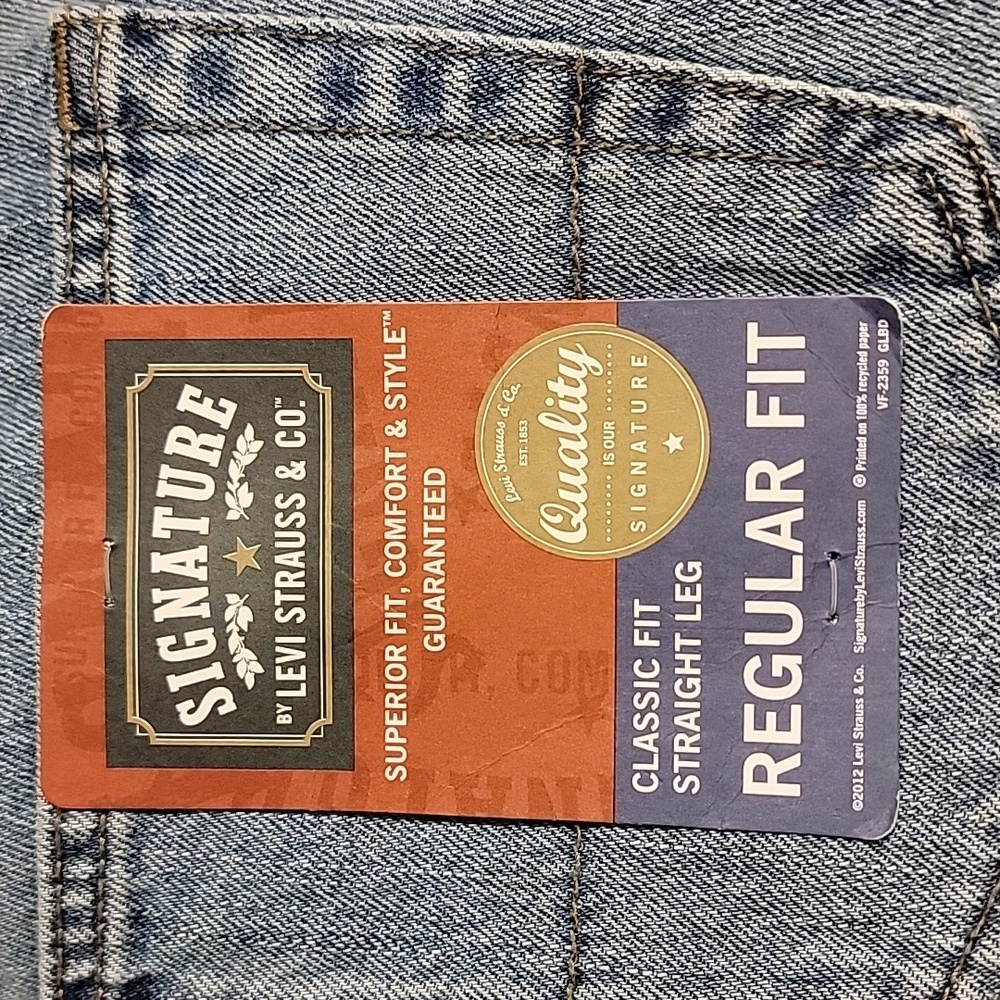 SIGNATURE
BY LEVI STRAUSS & CO.™
SUPERIOR FIT, COMFORT & STYLE™
GUARANTEED
Levi Strauss & Co.
EST. 1853
Quality
IS OUR
SIGNATURE
CLASSIC FIT
STRAIGHT LEG
REGULAR FIT
©2012 Levi Strauss & Co. SignaturebyLeviStrauss.com Printed on 100% recycled paper
VF-2359 GLBD